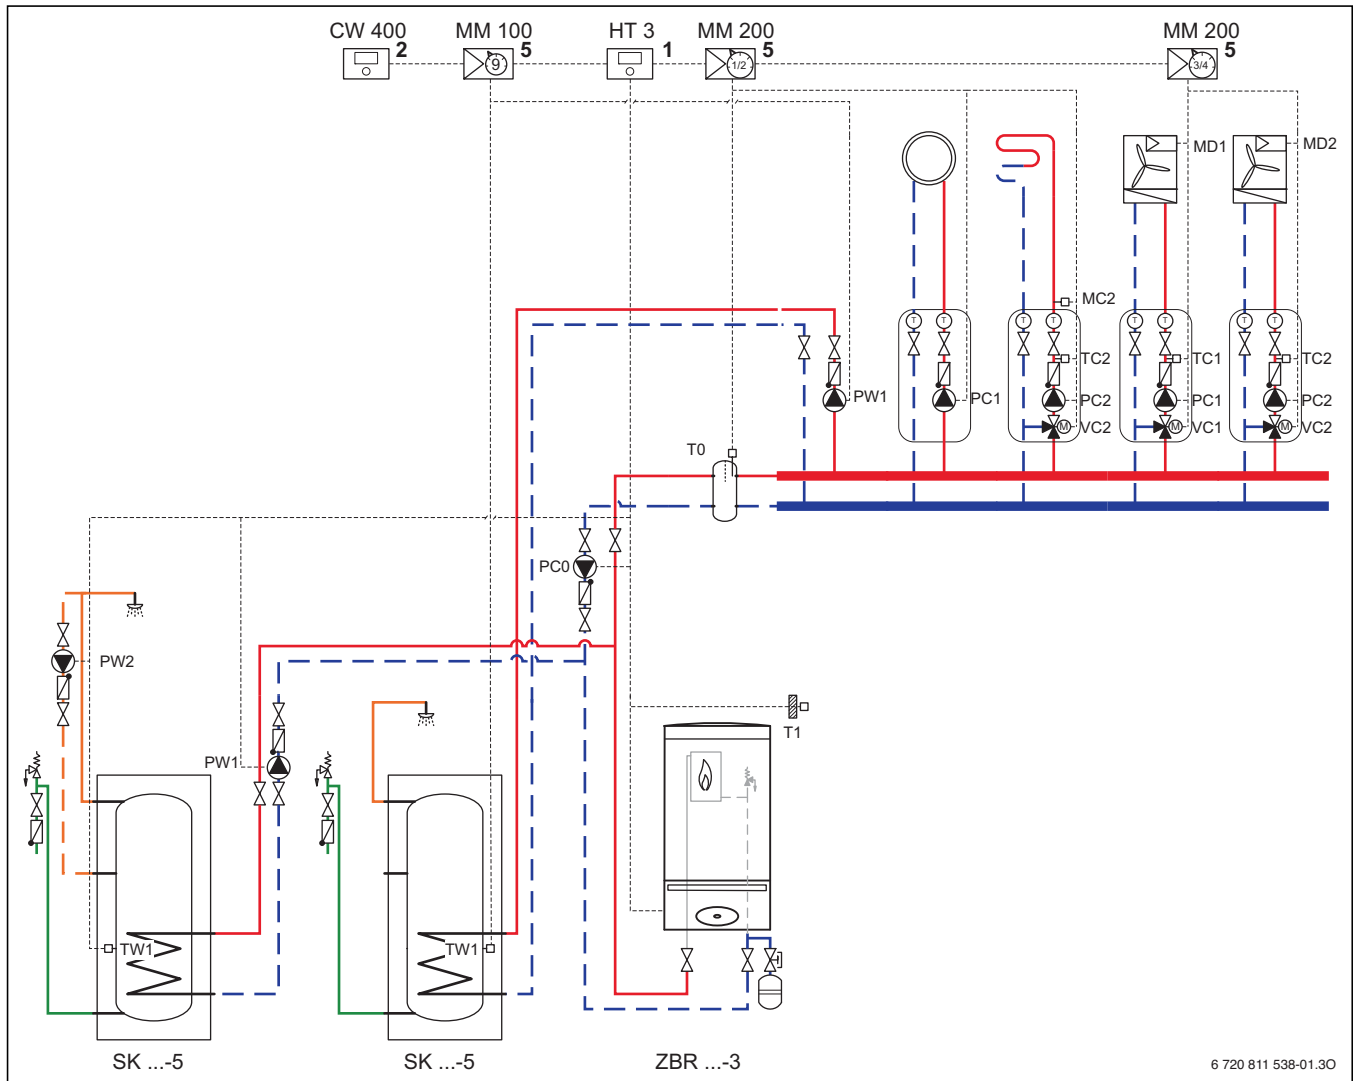 CW 400
2
MM 100
5
HT 3
1
MM 200
5
MM 200
5
9
1/2
3/4
MD1
MD2
MC2
T
T
T
T
T
T
T
T
TC2
TC1
TC2
PW1
PC1
PC2
PC1
PC2
M
VC2
M
VC1
M
VC2
T0
PC0
PW2
T1
PW1
TW1
TW1
SK ...-5
SK ...-5
ZBR ...-3
6 720 811 538-01.3O